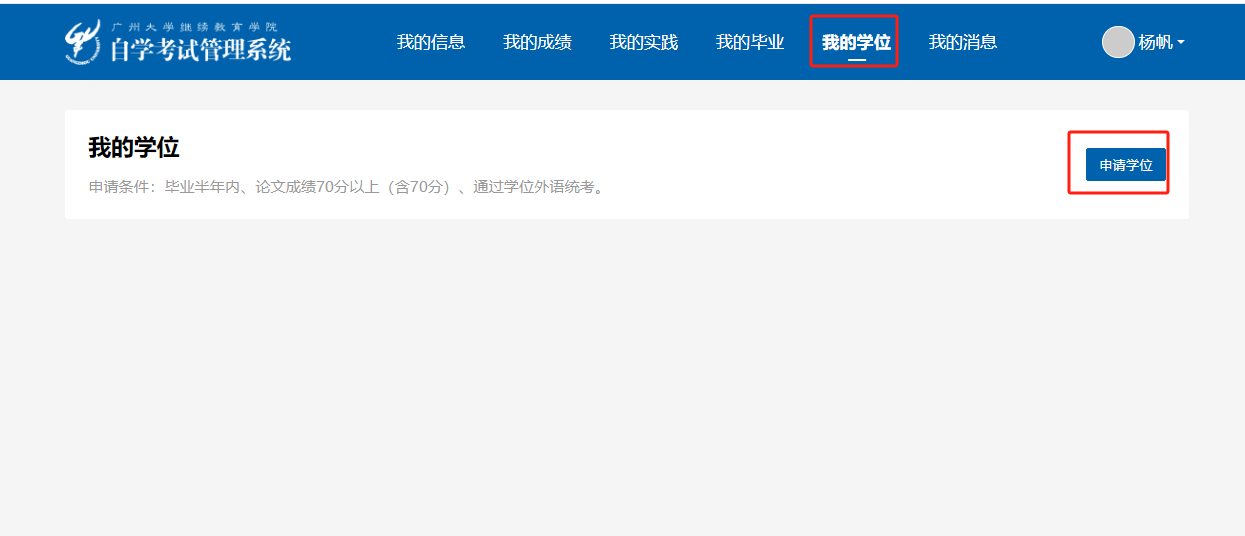 广州大学继续教育学院
自学考试管理系统
我的信息 我的成绩 我的实践 我的毕业 我的学位 我的消息 杨帆
我的学位
申请条件：毕业半年内、论文成绩70分以上（含70分）、通过学位外语统考。
申请学位